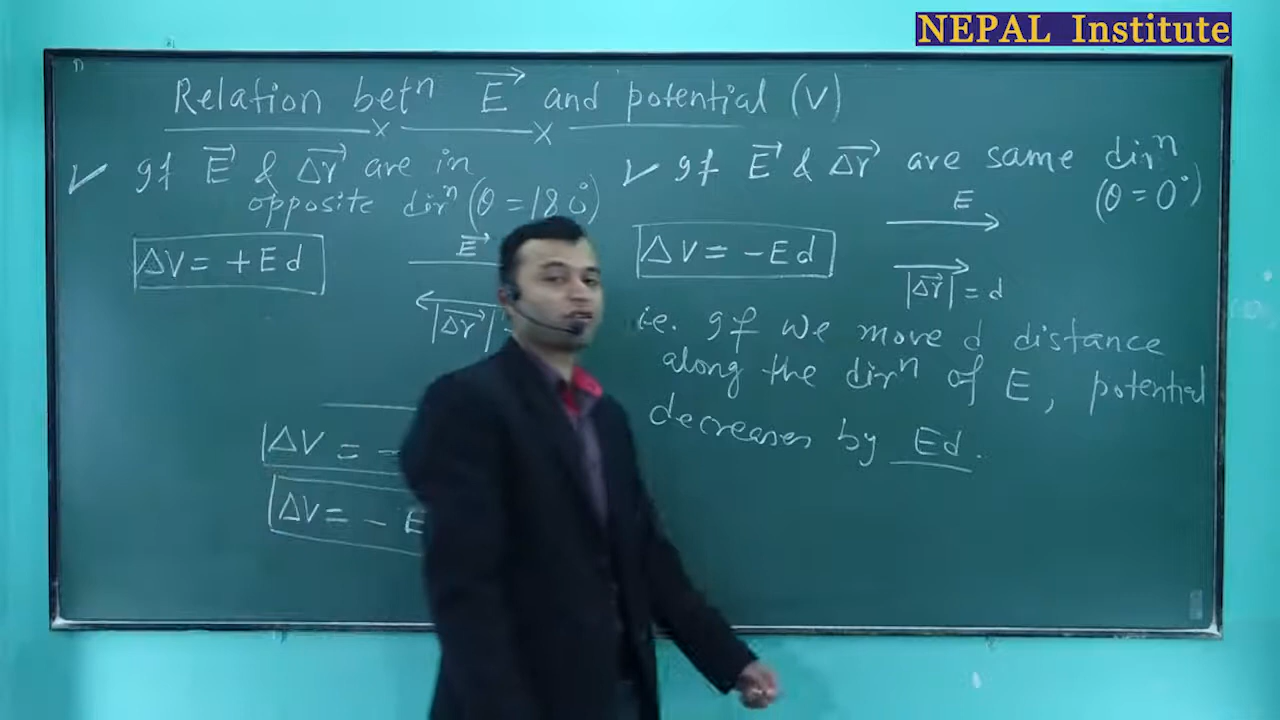 NEPAL Institute
Relation betⁿ E⃗ and potential (V)
✓ If E⃗ & Δr⃗ are in
opposite dirⁿ (θ = 180°)
ΔV = +Ed
E⃗
|Δr⃗|
ΔV = -
ΔV = - E
✓ If E⃗ & Δr⃗ are same dirⁿ
(θ = 0°)
E
ΔV = -Ed
|Δr⃗| = d
i.e. If we move d distance
along the dirⁿ of E, potential
decreases by Ed.